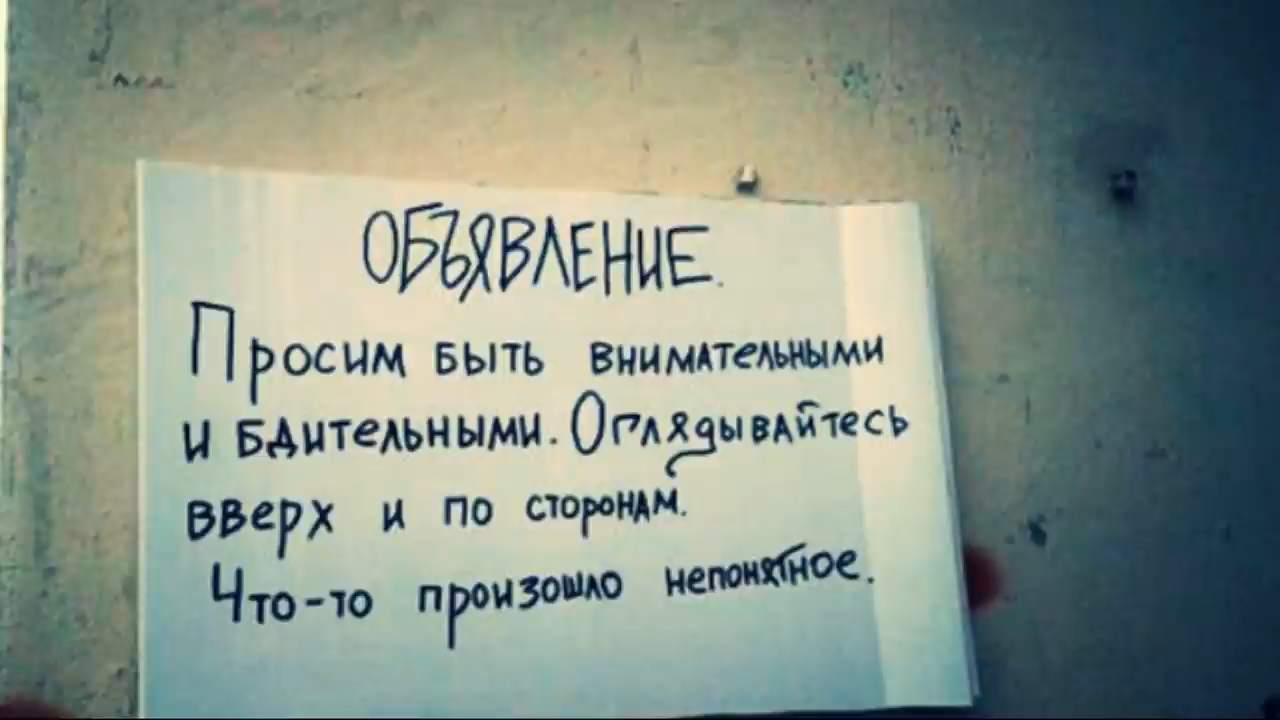 ОБЪЯВЛЕНИЕ.
Просим быть внимательными
и бдительными. Оглядывайтесь
вверх и по сторонам.
Что-то произошло непонятное.